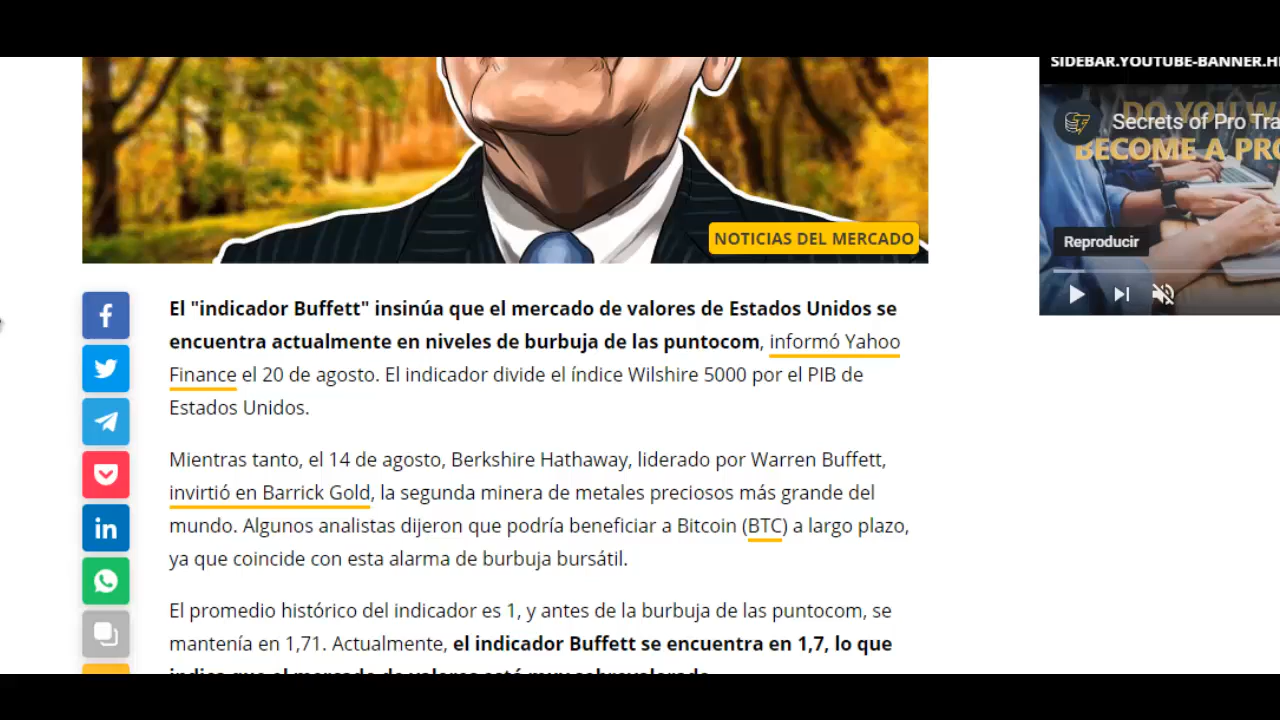 SIDEBAR.YOUTUBE-BANNER.H
DO YOU W
Secrets of Pro Tra
BECOME A PRO
NOTICIAS DEL MERCADO
Reproducir
El "indicador Buffett" insinúa que el mercado de valores de Estados Unidos se
encuentra actualmente en niveles de burbuja de las puntocom, informó Yahoo
Finance el 20 de agosto. El indicador divide el índice Wilshire 5000 por el PIB de
Estados Unidos.
Mientras tanto, el 14 de agosto, Berkshire Hathaway, liderado por Warren Buffett,
invirtió en Barrick Gold, la segunda minera de metales preciosos más grande del
mundo. Algunos analistas dijeron que podría beneficiar a Bitcoin (BTC) a largo plazo,
ya que coincide con esta alarma de burbuja bursátil.
El promedio histórico del indicador es 1, y antes de la burbuja de las puntocom, se
mantenía en 1,71. Actualmente, el indicador Buffett se encuentra en 1,7, lo que
indica que el mercado de valores está muy sobrevalorado.